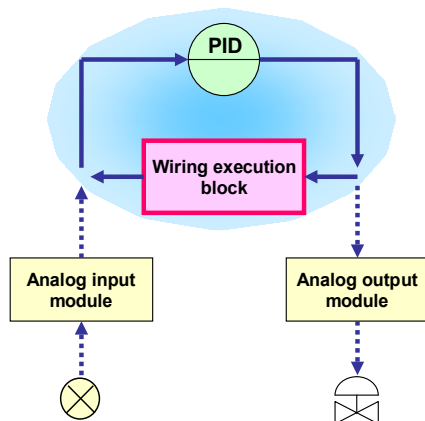 PID
Wiring execution
block
Analog input
module
Analog output
module